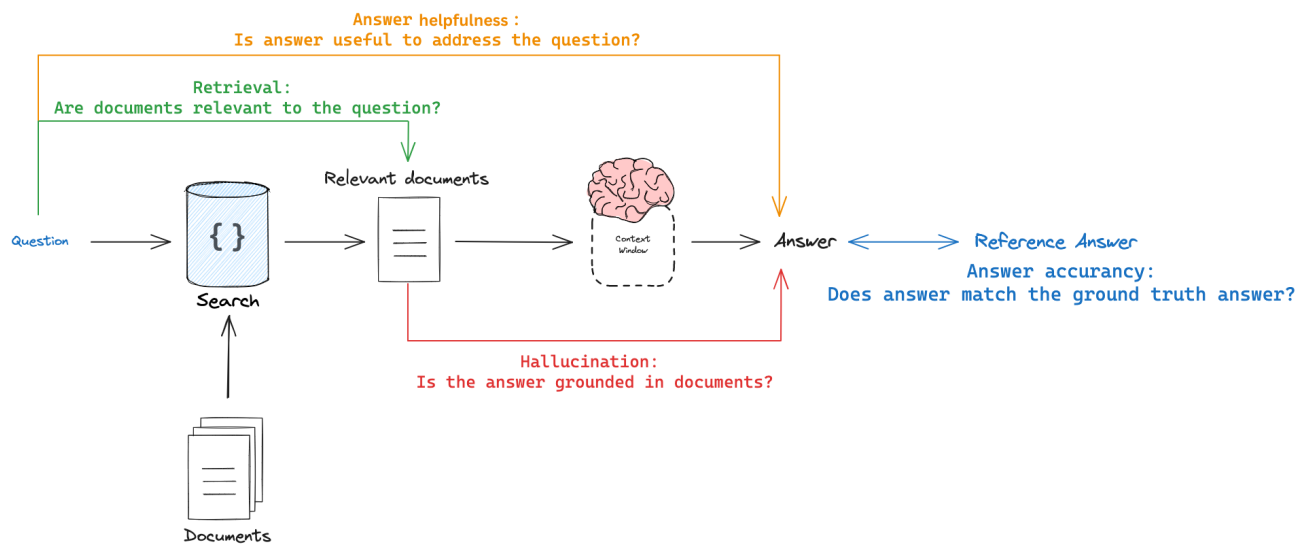 Answer helpfulness :
Is answer useful to address the question?
Retrieval:
Are documents relevant to the question?
Relevant documents
Question
{}
Search
Context
Window
Answer
Reference Answer
Answer accurancy:
Does answer match the ground truth answer?
Hallucination:
Is the answer grounded in documents?
Documents